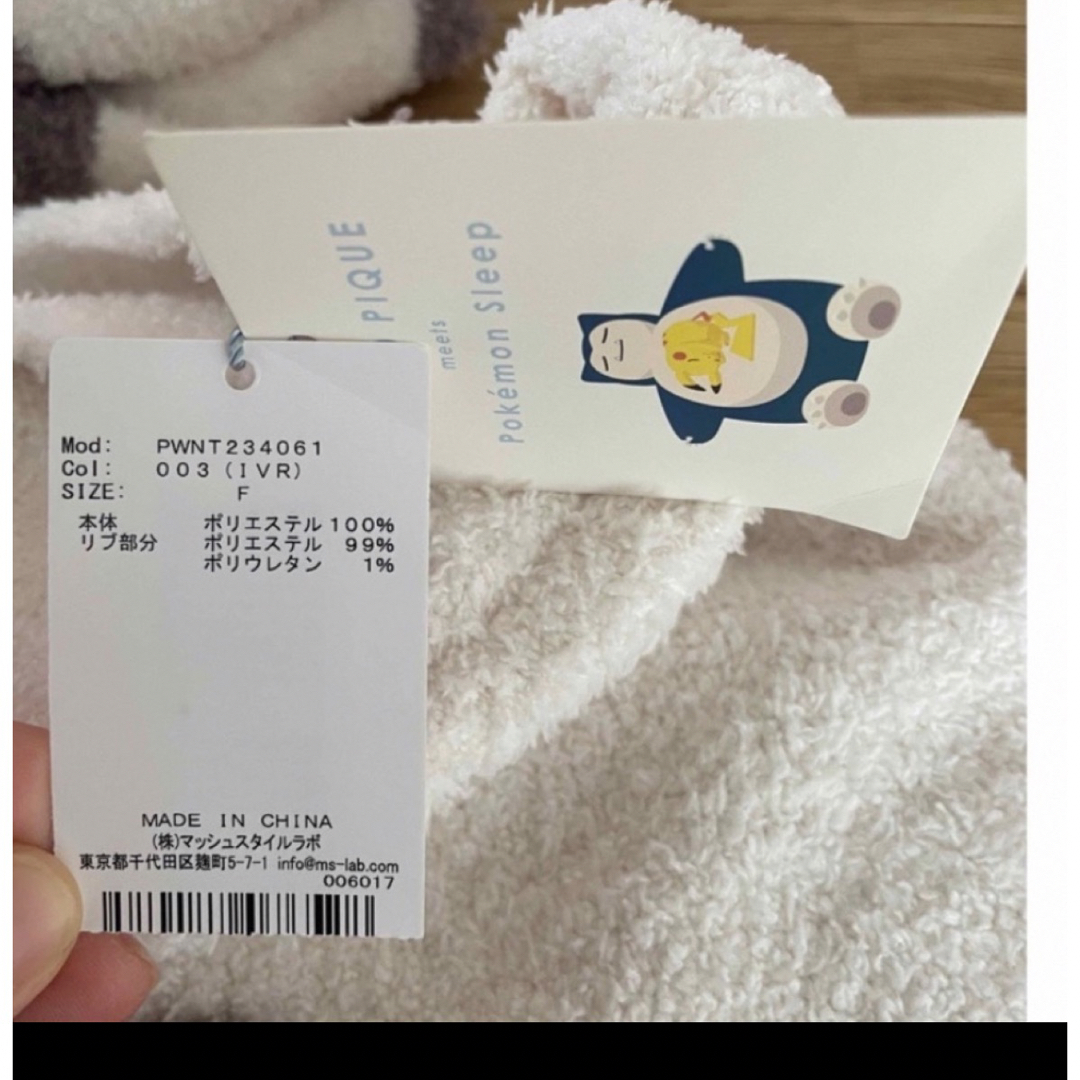 PIQUE
meets
Pokémon Sleep
Mod: PWNT234061
Col: 003 (IVR)
SIZE: F
本体 ポリエステル 100%
リブ部分 ポリエステル 99%
ポリウレタン 1%
MADE IN CHINA
(株)マッシュスタイルラボ
東京都千代田区麹町5-7-1 info@ms-lab.com
006017